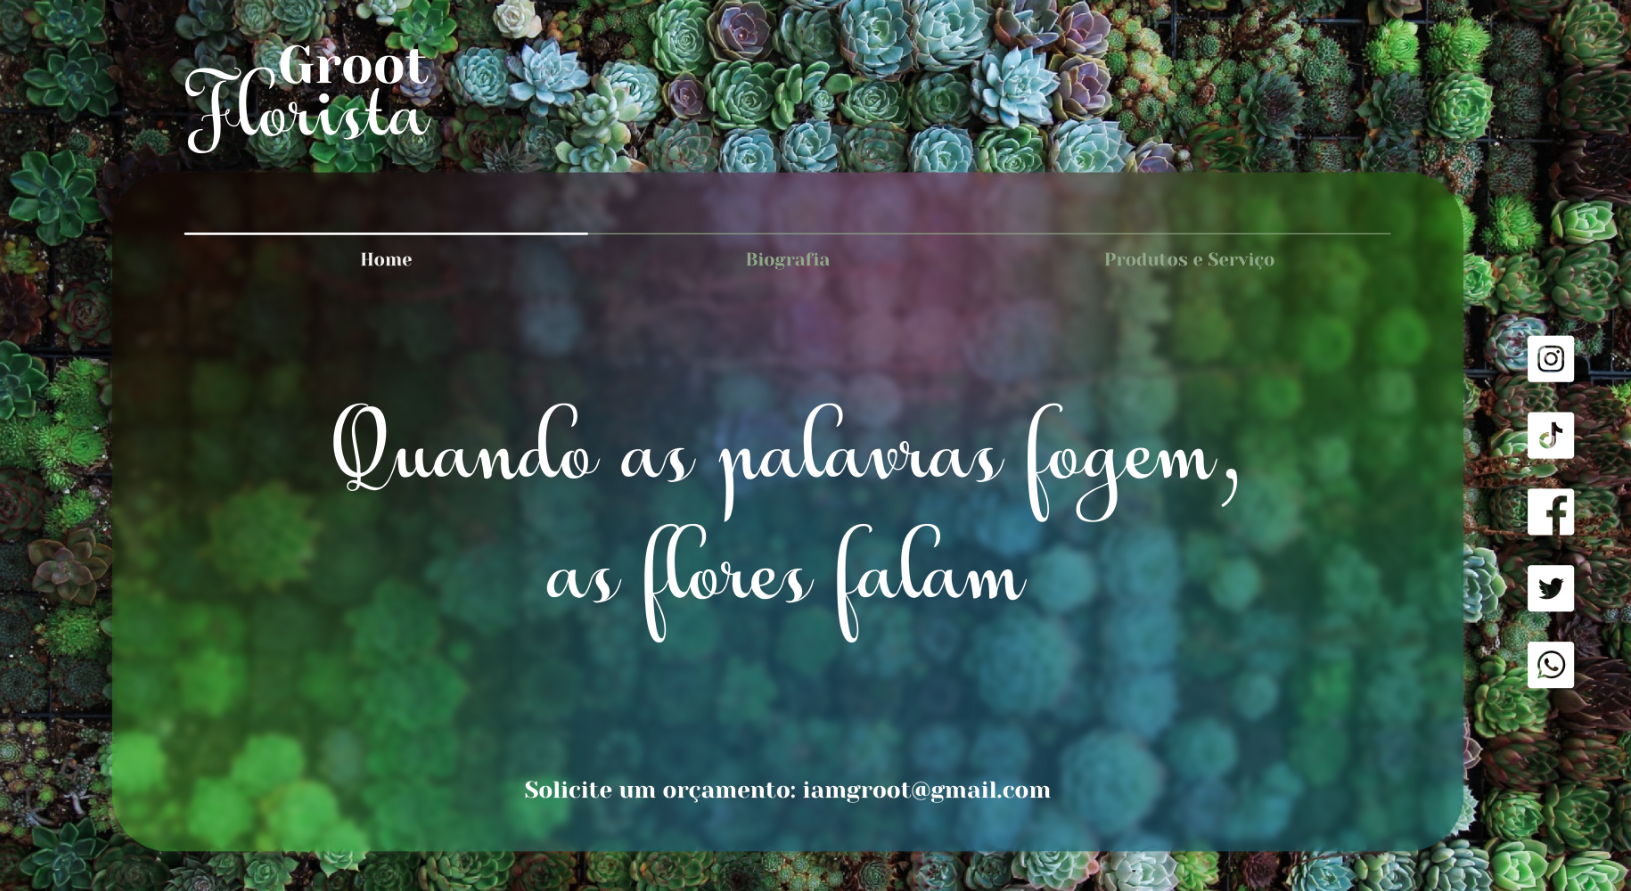 Groot
Florista
Home
Biografia
Produtos e Serviço
Quando as palavras fogem,
as flores falam
Solicite um orçamento: iamgroot@gmail.com